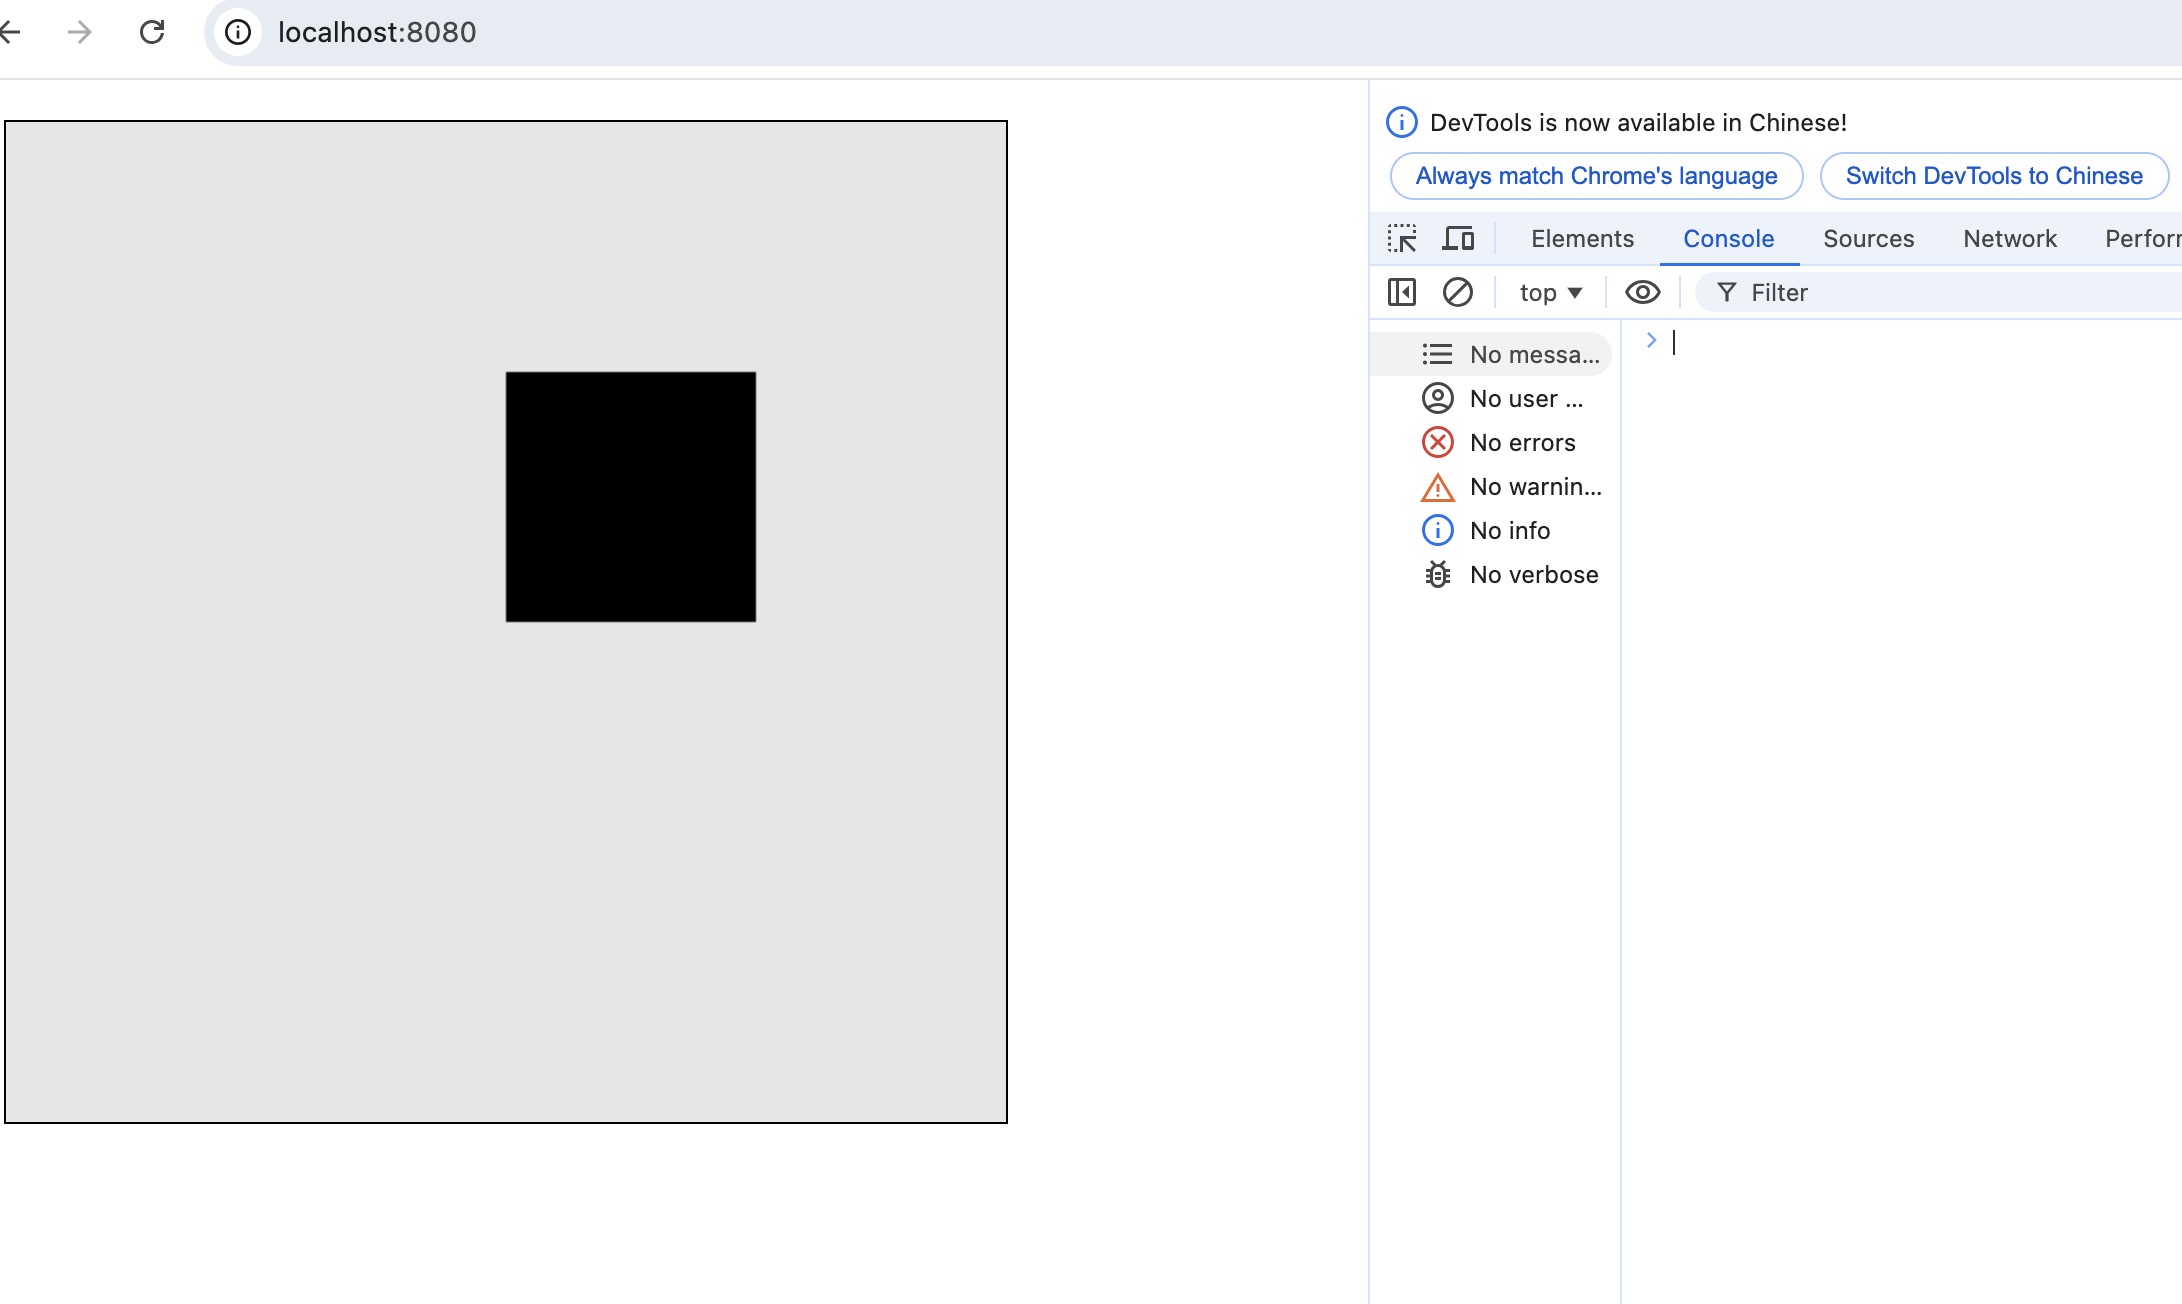 localhost:8080
DevTools is now available in Chinese!
Always match Chrome's language Switch DevTools to Chinese
Elements Console Sources Network Perfor
top Filter
No messa...
No user ...
No errors
No warnin...
No info
No verbose